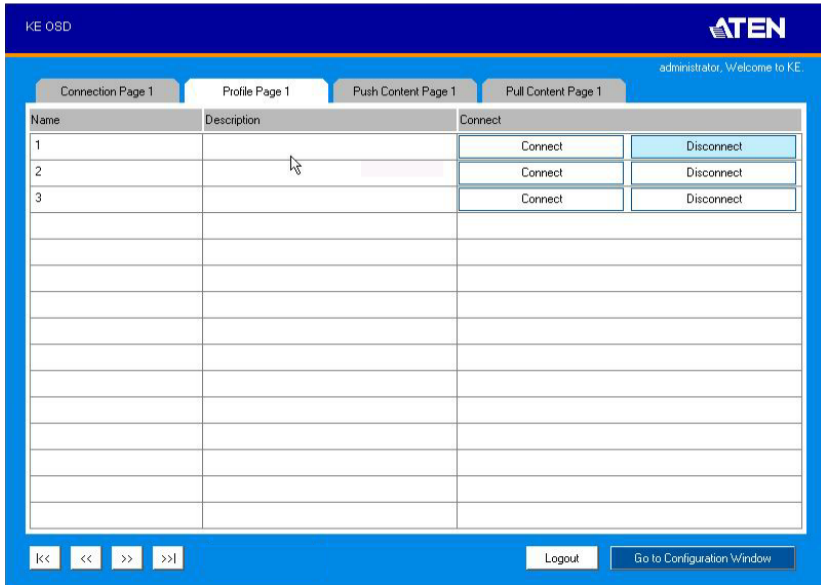 KE OSD
ATEN
administrator, Welcome to KE.
Connection Page 1 Profile Page 1 Push Content Page 1 Pull Content Page 1
Name Description Connect
1 Connect Disconnect
2 Connect Disconnect
3 Connect Disconnect
|<< << >> >>| Logout Go to Configuration Window